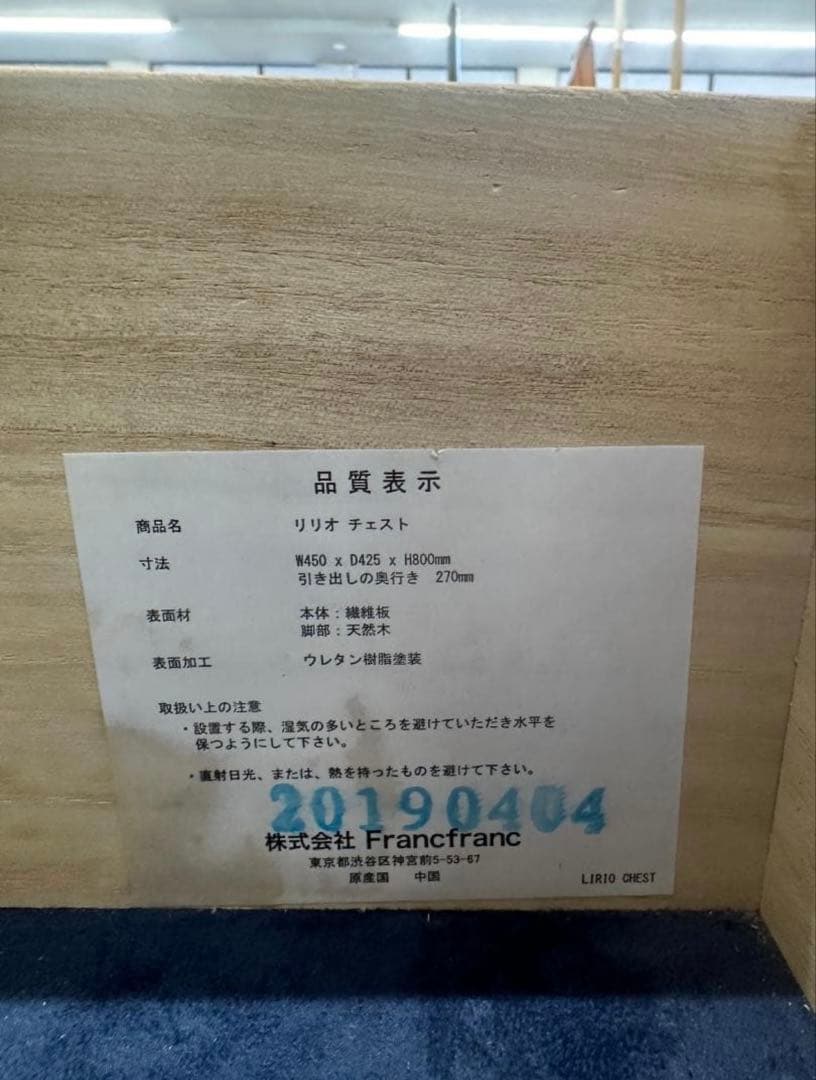 品質表示
商品名 リリオ チェスト
寸法 W450 x D425 x H800mm
引き出しの奥行き 270mm
表面材 本体：繊維板
脚部：天然木
表面加工 ウレタン樹脂塗装
取扱い上の注意
・設置する際、湿気の多いところを避けていただき水平を
保つようにして下さい。
・直射日光、または、熱を持ったものを避けて下さい。
20190404
株式会社 Francfranc
東京都渋谷区神宮前5-53-67
原産国 中国
LIRIO CHEST